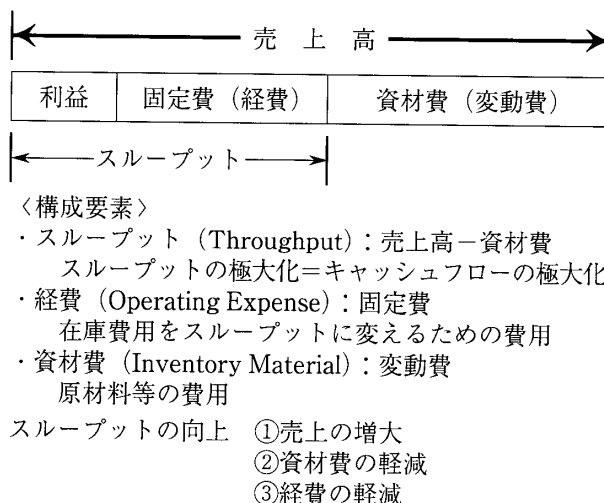 売上高
利益 固定費（経費） 資材費（変動費）
スループット
〈構成要素〉
・スループット（Throughput）：売上高－資材費
スループットの極大化＝キャッシュフローの極大化
・経費（Operating Expense）：固定費
在庫費用をスループットに変えるための費用
・資材費（Inventory Material）：変動費
原材料等の費用
スループットの向上 ①売上の増大
②資材費の軽減
③経費の軽減